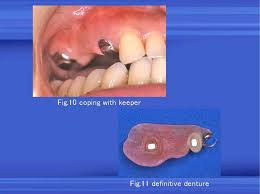 Fig.10 coping with keeper
Fig.11 definitive denture